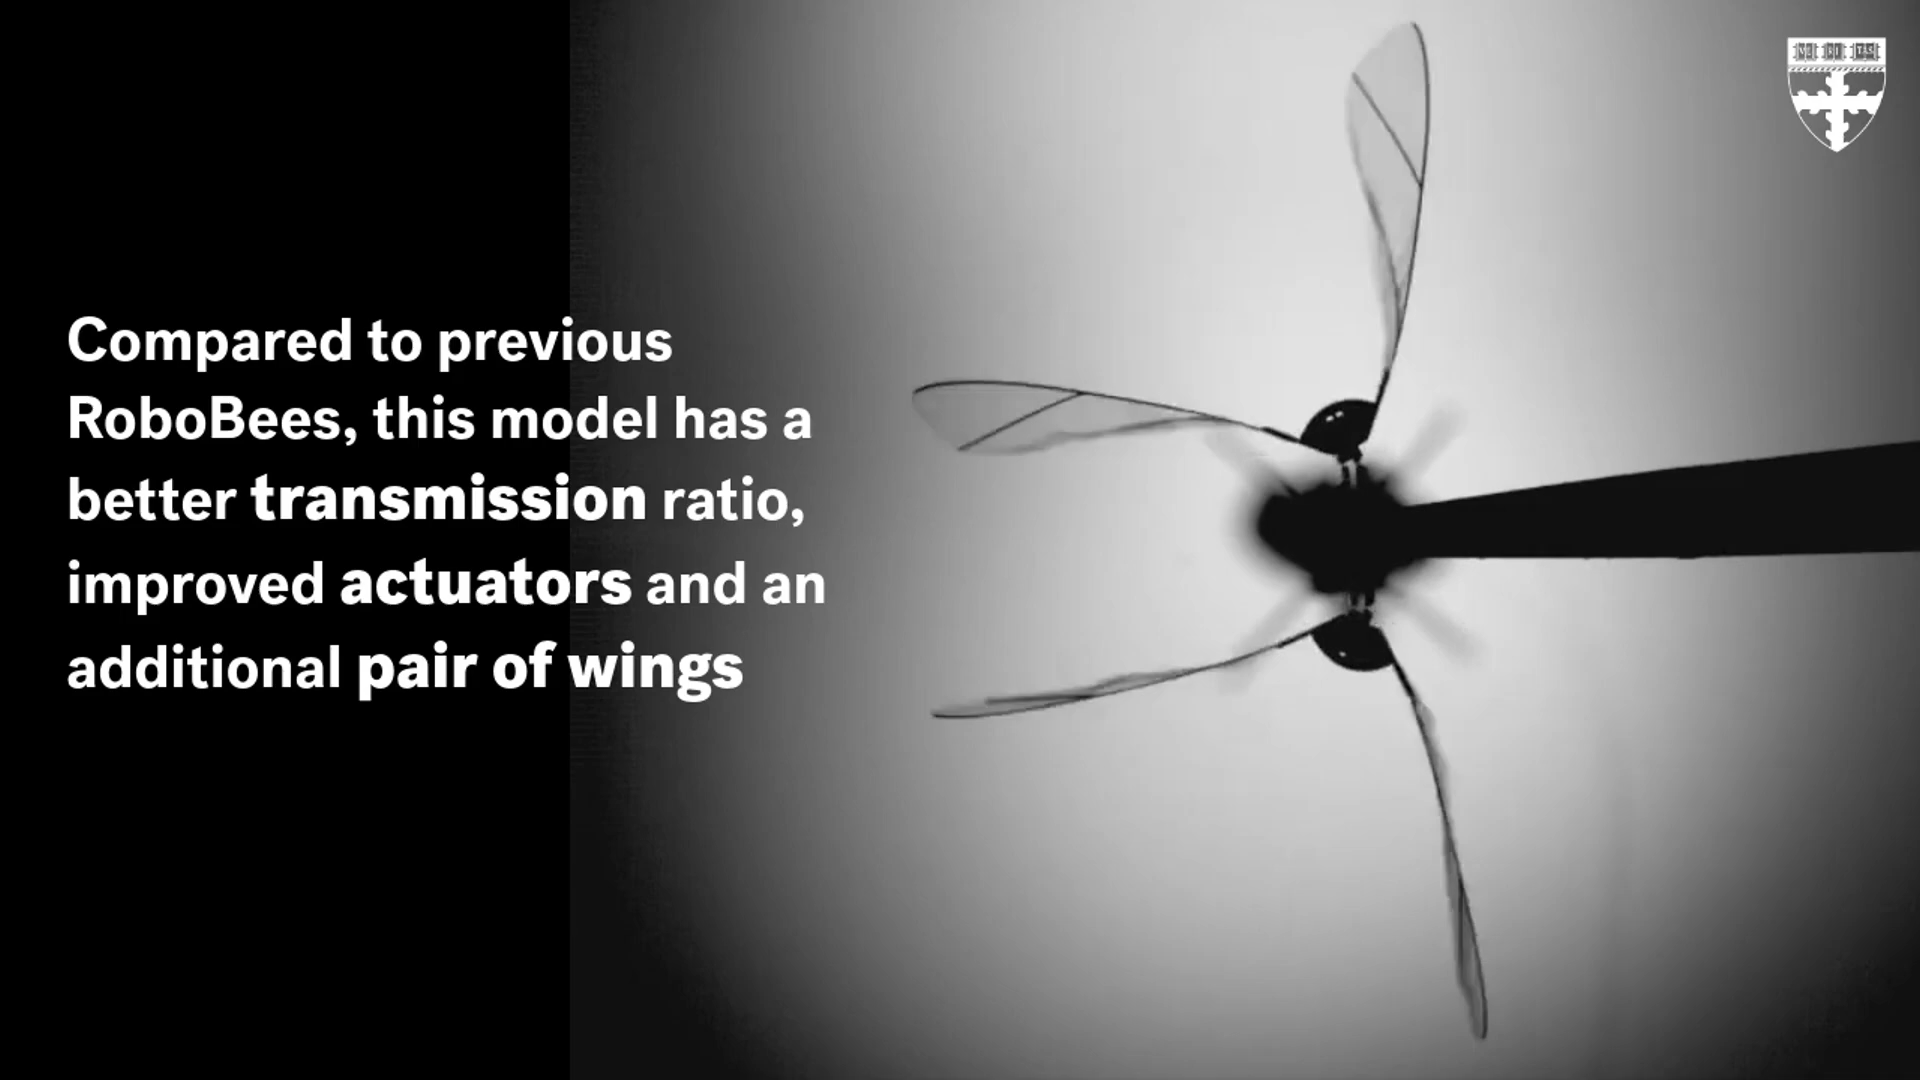 Compared to previous
RoboBees, this model has a
better transmission ratio,
improved actuators and an
additional pair of wings